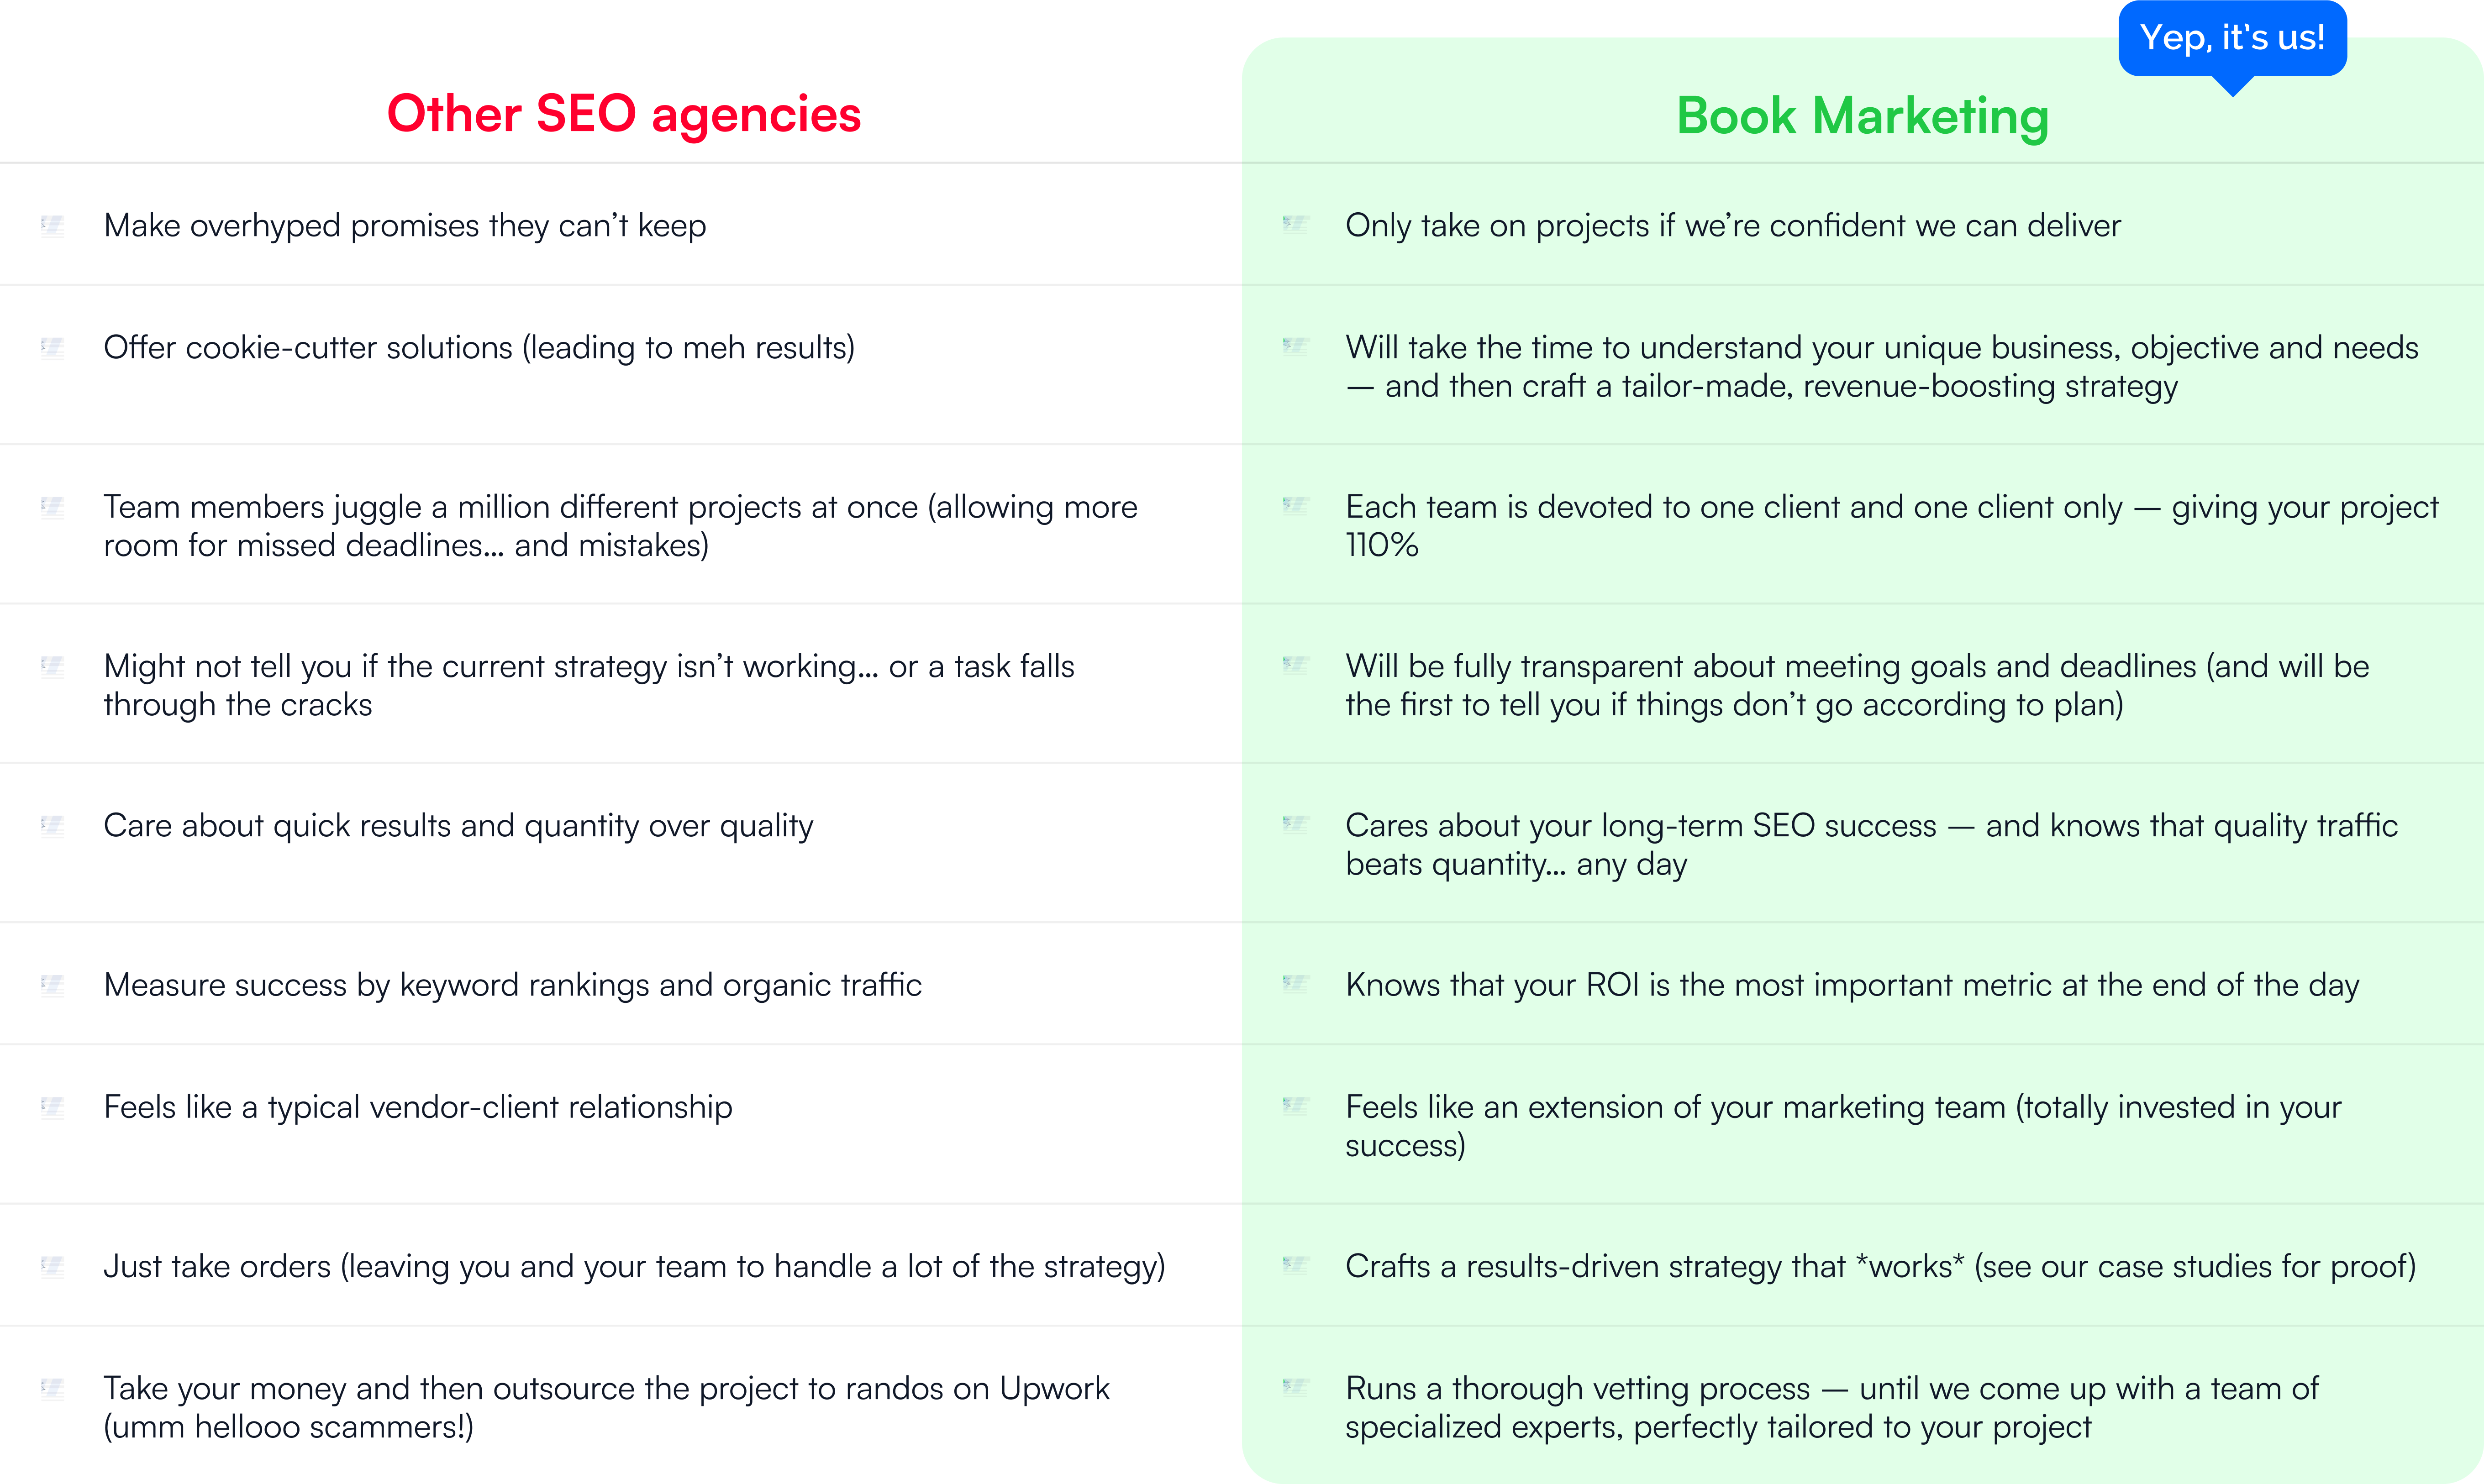 Yep, it's us!
Other SEO agencies
Book Marketing
Make overhyped promises they can’t keep
Only take on projects if we’re confident we can deliver
Offer cookie-cutter solutions (leading to meh results)
Will take the time to understand your unique business, objective and needs
— and then craft a tailor-made, revenue-boosting strategy
Team members juggle a million different projects at once (allowing more
room for missed deadlines... and mistakes)
Each team is devoted to one client and one client only — giving your project
110%
Might not tell you if the current strategy isn’t working... or a task falls
through the cracks
Will be fully transparent about meeting goals and deadlines (and will be
the first to tell you if things don’t go according to plan)
Care about quick results and quantity over quality
Cares about your long-term SEO success — and knows that quality traffic
beats quantity... any day
Measure success by keyword rankings and organic traffic
Knows that your ROI is the most important metric at the end of the day
Feels like a typical vendor-client relationship
Feels like an extension of your marketing team (totally invested in your
success)
Just take orders (leaving you and your team to handle a lot of the strategy)
Crafts a results-driven strategy that *works* (see our case studies for proof)
Take your money and then outsource the project to randos on Upwork
(umm hellooo scammers!)
Runs a thorough vetting process — until we come up with a team of
specialized experts, perfectly tailored to your project